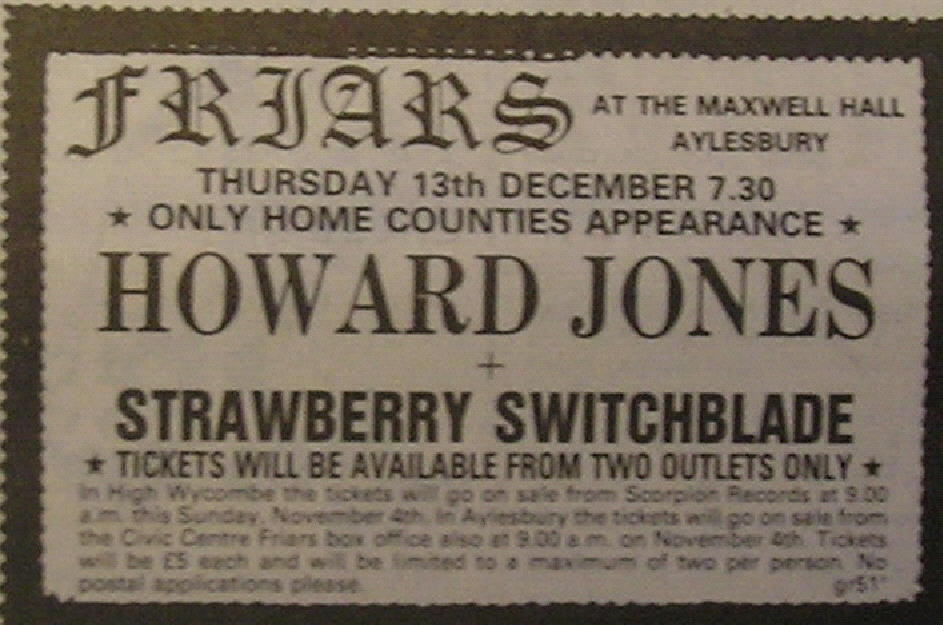 FRIARS AT THE MAXWELL HALL
AYLESBURY
THURSDAY 13th DECEMBER 7.30
★ ONLY HOME COUNTIES APPEARANCE ★
HOWARD JONES
+
STRAWBERRY SWITCHBLADE
★ TICKETS WILL BE AVAILABLE FROM TWO OUTLETS ONLY ★
In High Wycombe the tickets will go on sale from Scorpion Records at 9.00
a.m. this Sunday, November 4th. In Aylesbury the tickets will go on sale from
the Civic Centre Friars box office also at 9.00 a.m. on November 4th. Tickets
will be £5 each and will be limited to a maximum of two per person. No
postal applications please. gr51*